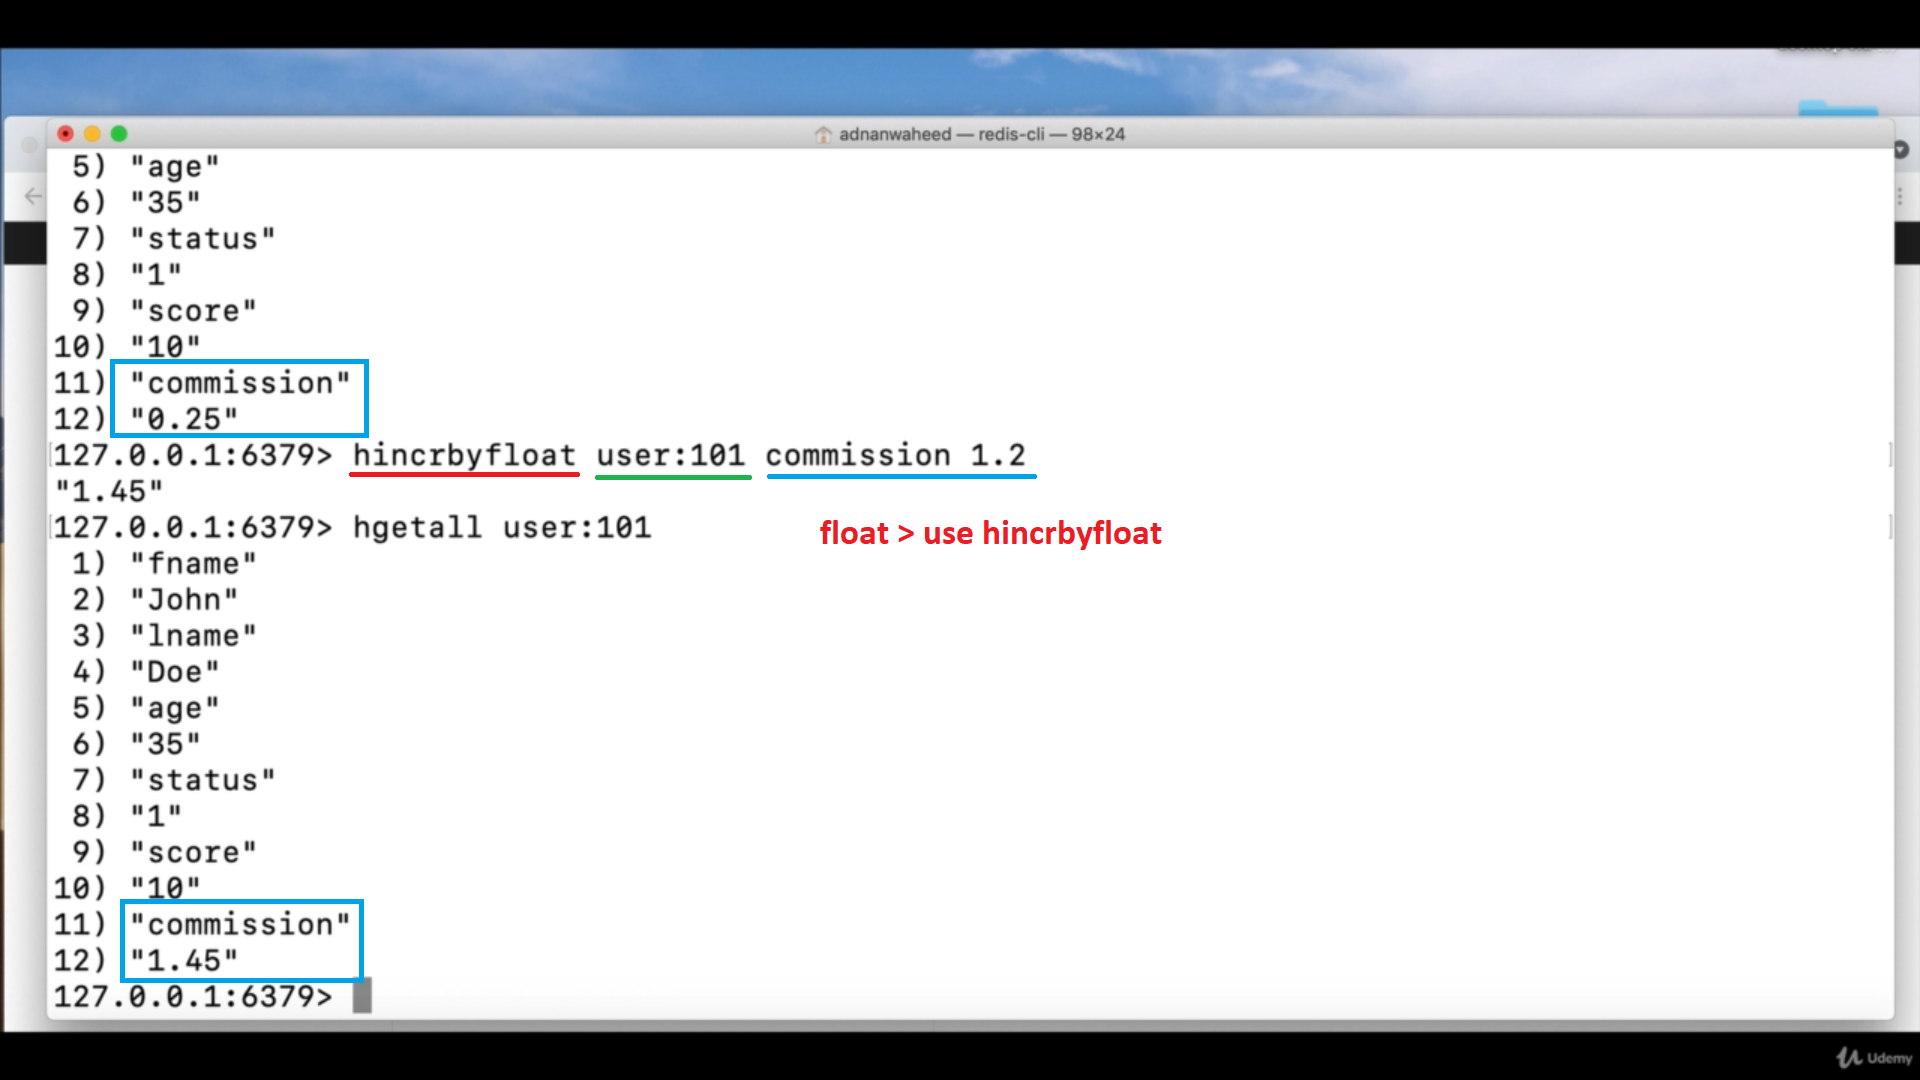 adnanwaheed — redis-cli — 98×24
5) "age"
6) "35"
7) "status"
8) "1"
9) "score"
10) "10"
11) "commission"
12) "0.25"
127.0.0.1:6379> hincrbyfloat user:101 commission 1.2
"1.45"
127.0.0.1:6379> hgetall user:101
float > use hincrbyfloat
1) "fname"
2) "John"
3) "lname"
4) "Doe"
5) "age"
6) "35"
7) "status"
8) "1"
9) "score"
10) "10"
11) "commission"
12) "1.45"
127.0.0.1:6379>
Udemy